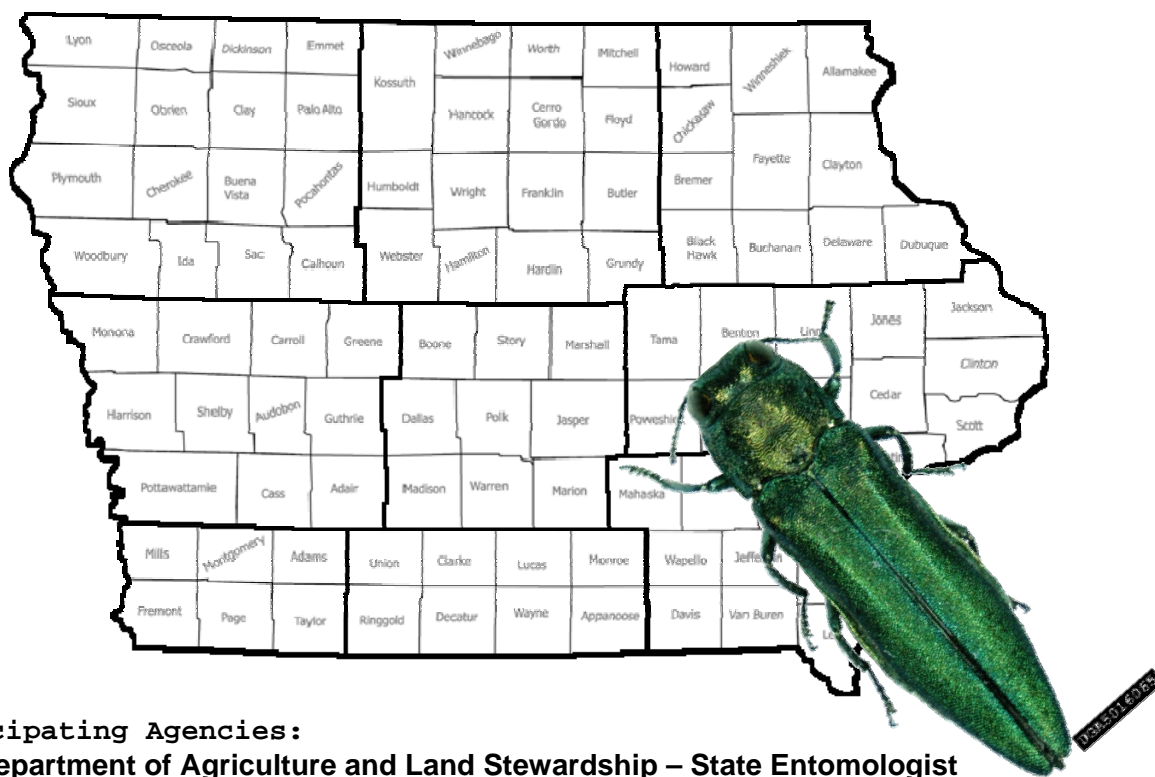 Lyon Osceola Dickinson Emmet Kossuth Winnebago Worth Mitchell Howard Winneshiek Allamakee
Sioux Obrien Clay Palo Alto Hancock Cerro Gordo Floyd Chickasaw
Plymouth Cherokee Buena Vista Pocahontas Humboldt Wright Franklin Butler Bremer Fayette Clayton
Woodbury Ida Sac Calhoun Webster Hamilton Hardin Grundy Black Hawk Buchanan Delaware Dubuque
Monona Crawford Carroll Greene Boone Story Marshall Tama Benton Linn Jones Jackson
Clinton
Harrison Shelby Audobon Guthrie Dallas Polk Jasper Poweshiek Cedar Scott
Pottawattamie Cass Adair Madison Warren Marion Mahaska
Mills Montgomery Adams Union Clarke Lucas Monroe Wapello Jefferson
Fremont Page Taylor Ringgold Decatur Wayne Appanoose Davis Van Buren
UGA5016065
cipating Agencies:
epartment of Agriculture and Land Stewardship – State Entomologist